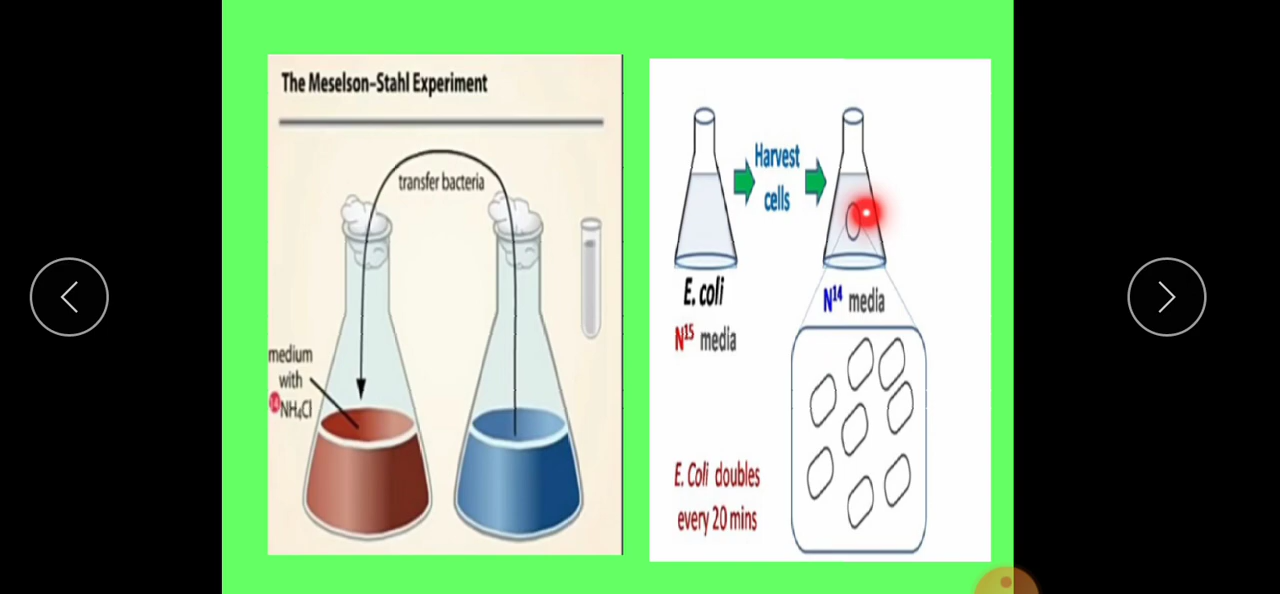 The Meselson-Stahl Experiment
transfer bacteria
medium
with
14NH₄Cl
Harvest
cells
E. coli
N¹⁵ media
N¹⁴ media
E. Coli doubles
every 20 mins